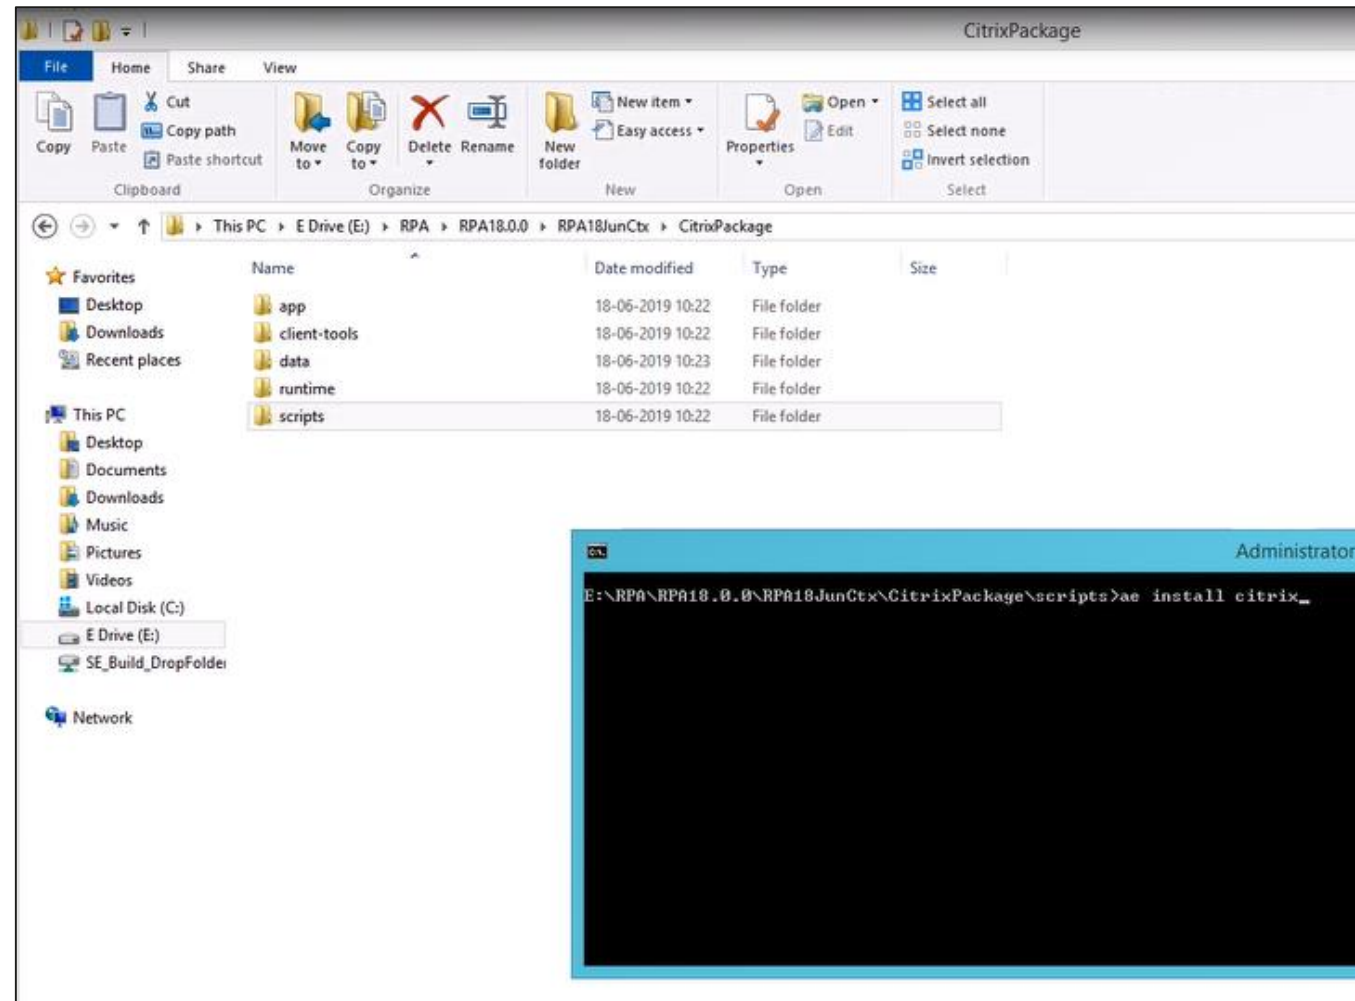 CitrixPackage
File Home Share View
Copy
Paste
Cut
Copy path
Paste shortcut
Clipboard
Move to
Copy to
Delete
Rename
Organize
New folder
New item
Easy access
New
Properties
Open
Edit
Open
Select all
Select none
Invert selection
Select
This PC E Drive (E:) RPA RPA18.0.0 RPA18JunCtx CitrixPackage
Name Date modified Type Size
app 18-06-2019 10:22 File folder
client-tools 18-06-2019 10:22 File folder
data 18-06-2019 10:23 File folder
runtime 18-06-2019 10:22 File folder
scripts 18-06-2019 10:22 File folder
Favorites
Desktop
Downloads
Recent places
This PC
Desktop
Documents
Downloads
Music
Pictures
Videos
Local Disk (C:)
E Drive (E:)
SE_Build_DropFolder
Network
Administrator
E:\RPA\RPA18.0.0\RPA18JunCtx\CitrixPackage\scripts>ae install citrix_